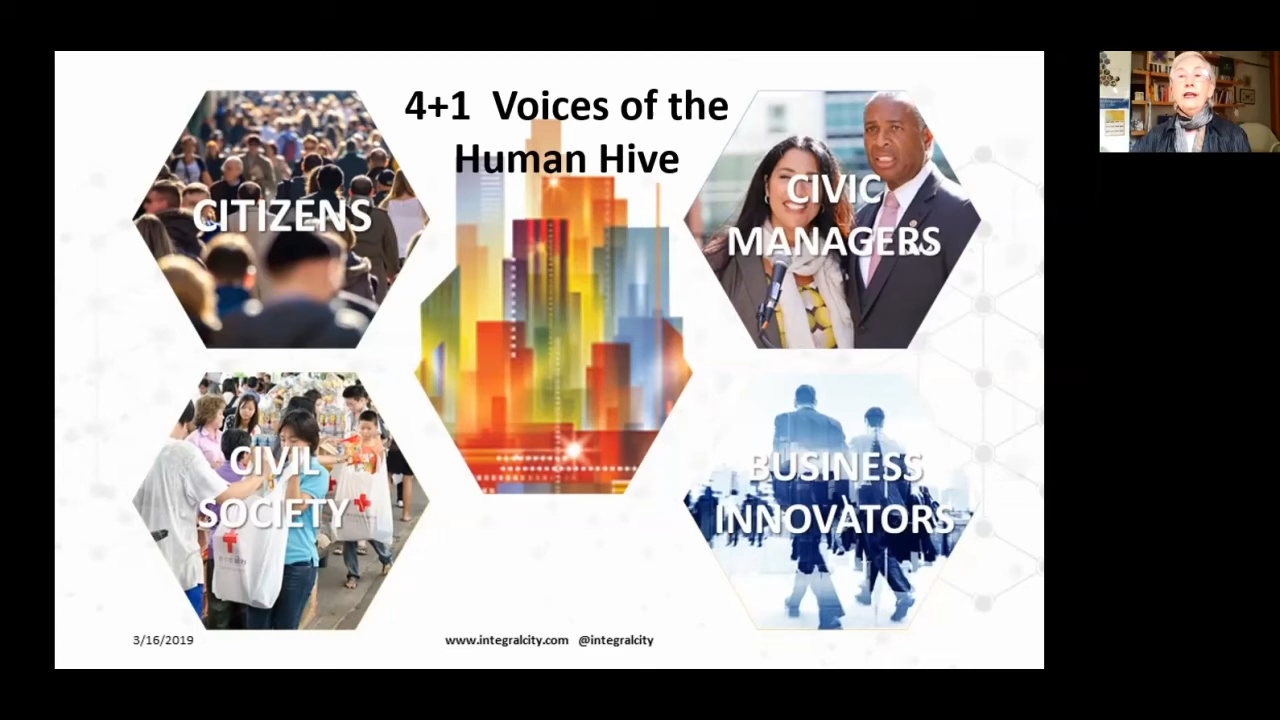 4+1 Voices of the
Human Hive
CITIZENS
CIVIC
MANAGERS
CIVIL
SOCIETY
BUSINESS
INNOVATORS
3/16/2019
www.integralcity.com @integralcity